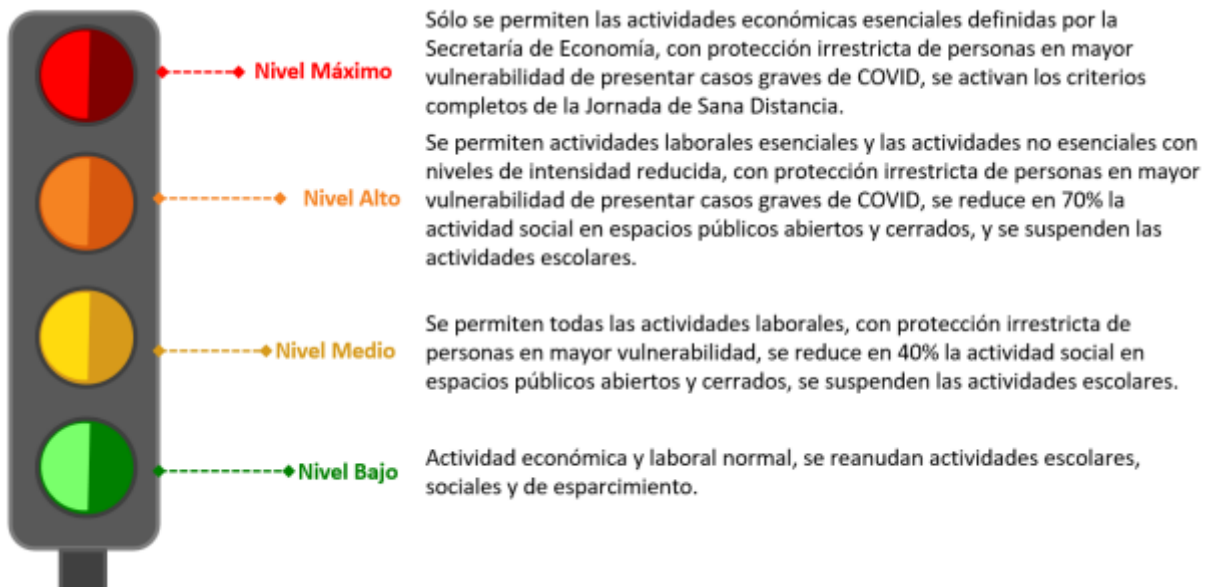 Nivel Máximo
Sólo se permiten las actividades económicas esenciales definidas por la
Secretaría de Economía, con protección irrestricta de personas en mayor
vulnerabilidad de presentar casos graves de COVID, se activan los criterios
completos de la Jornada de Sana Distancia.
Nivel Alto
Se permiten actividades laborales esenciales y las actividades no esenciales con
niveles de intensidad reducida, con protección irrestricta de personas en mayor
vulnerabilidad de presentar casos graves de COVID, se reduce en 70% la
actividad social en espacios públicos abiertos y cerrados, y se suspenden las
actividades escolares.
Nivel Medio
Se permiten todas las actividades laborales, con protección irrestricta de
personas en mayor vulnerabilidad, se reduce en 40% la actividad social en
espacios públicos abiertos y cerrados, se suspenden las actividades escolares.
Nivel Bajo
Actividad económica y laboral normal, se reanudan actividades escolares,
sociales y de esparcimiento.